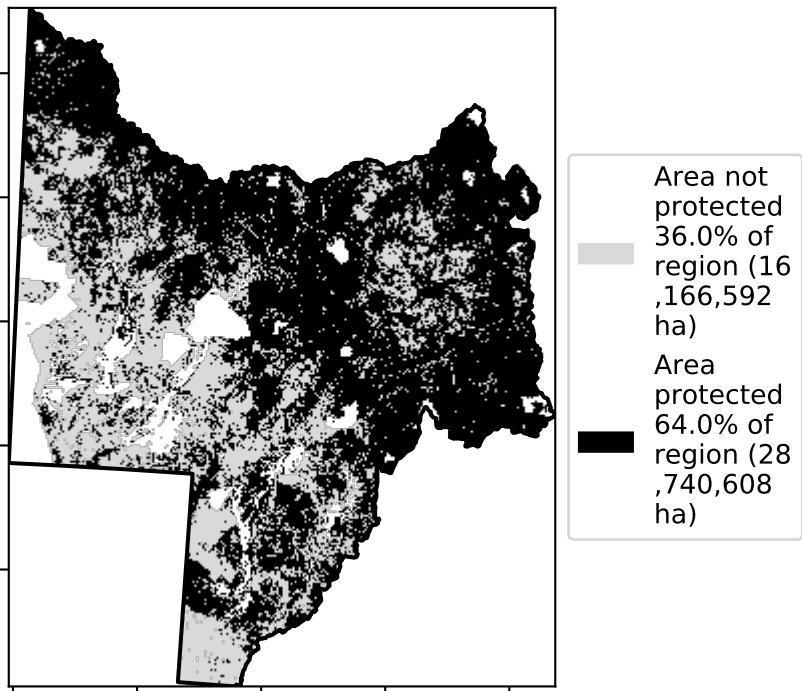 Area not
protected
36.0% of
region (16
,166,592
ha)
Area
protected
64.0% of
region (28
,740,608
ha)